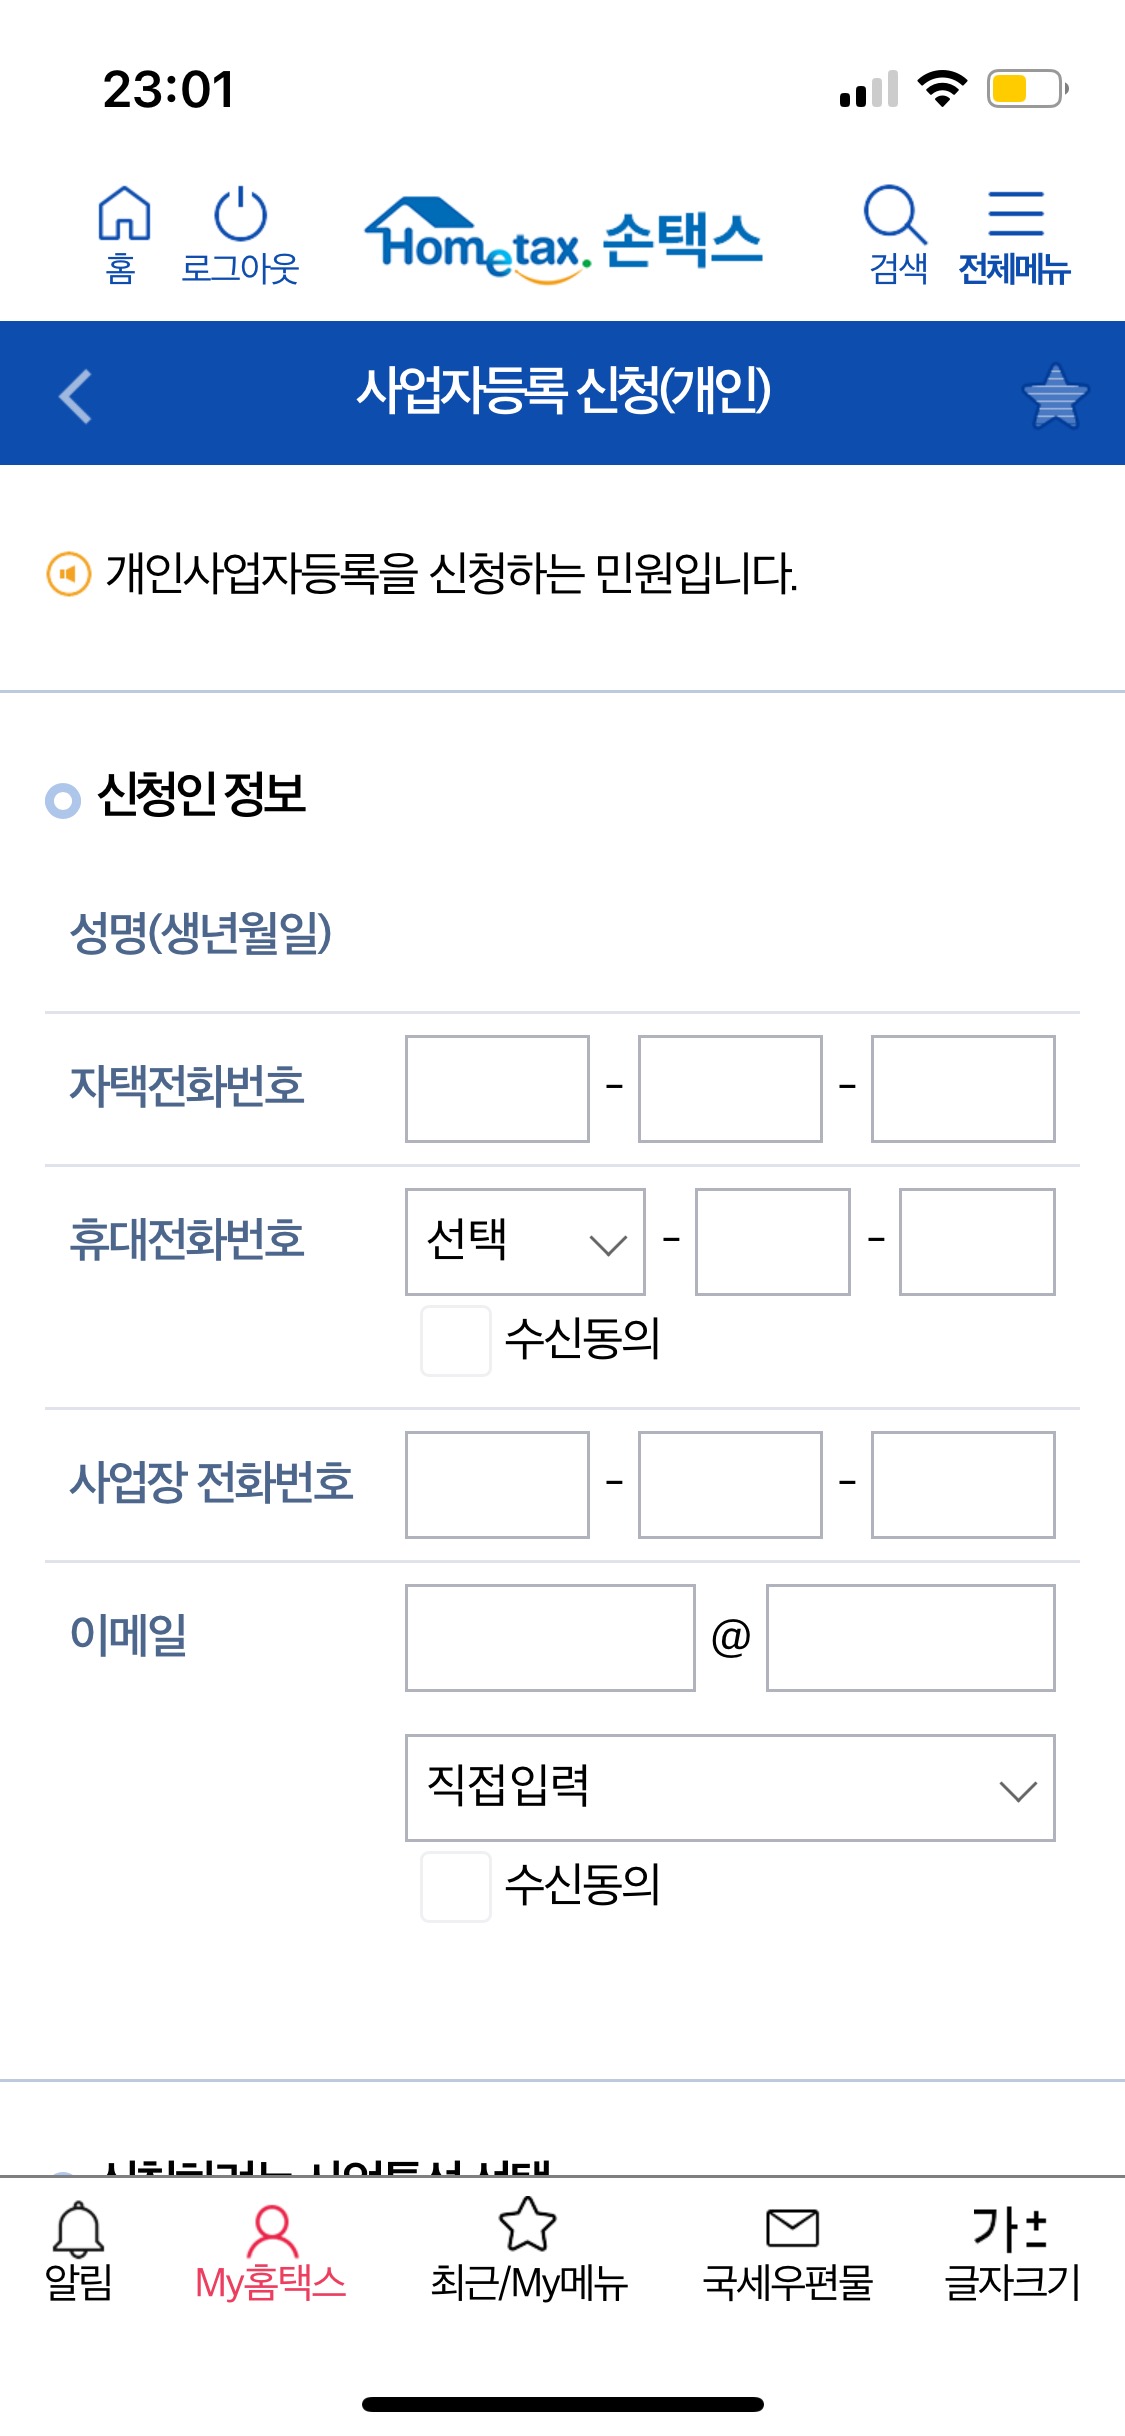 23:01
홈 로그아웃 Hometax. 손택스 검색 전체메뉴
사업자등록 신청(개인)
개인사업자등록을 신청하는 민원입니다.
신청인 정보
성명(생년월일)
자택전화번호 - -
휴대전화번호 선택 - -
수신동의
사업장 전화번호 - -
이메일 @
직접입력
수신동의
알림 My홈택스 최근/My메뉴 국세우편물 가± 글자크기